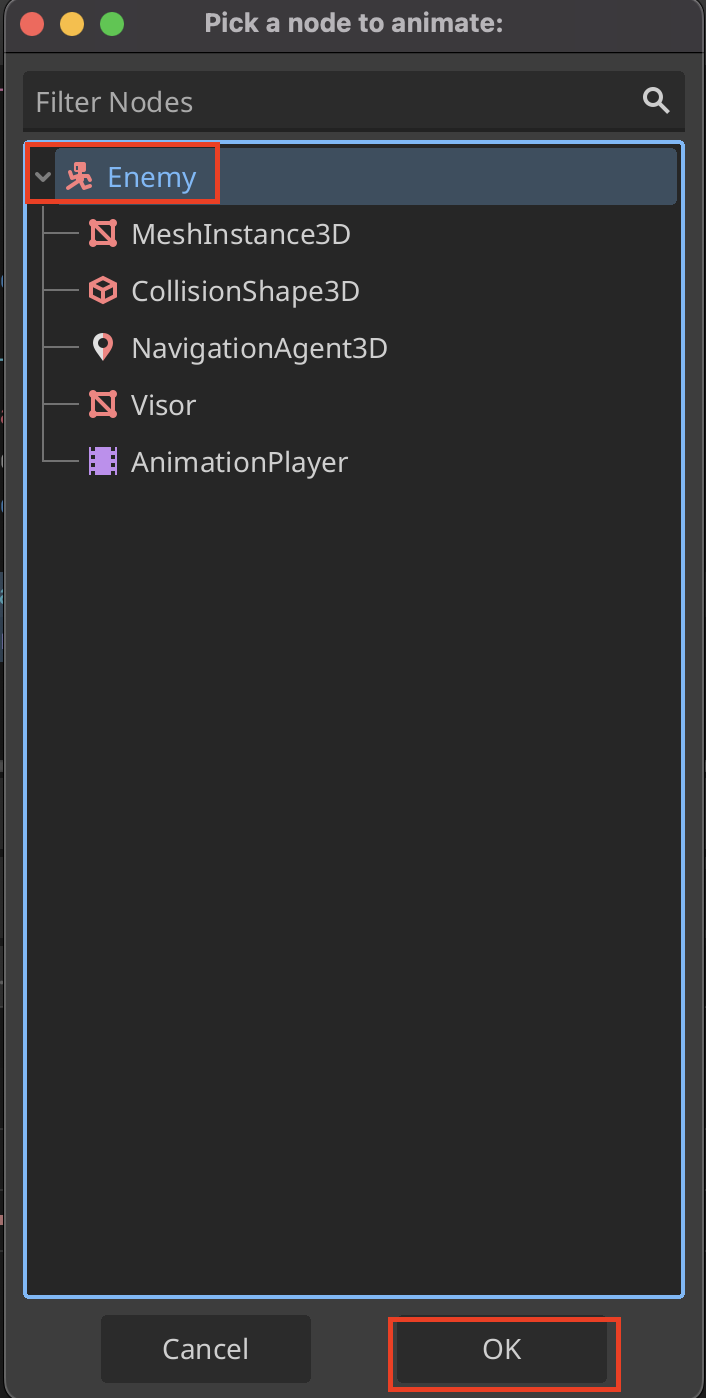 Pick a node to animate:
Filter Nodes
Enemy
MeshInstance3D
CollisionShape3D
NavigationAgent3D
Visor
AnimationPlayer
Cancel
OK